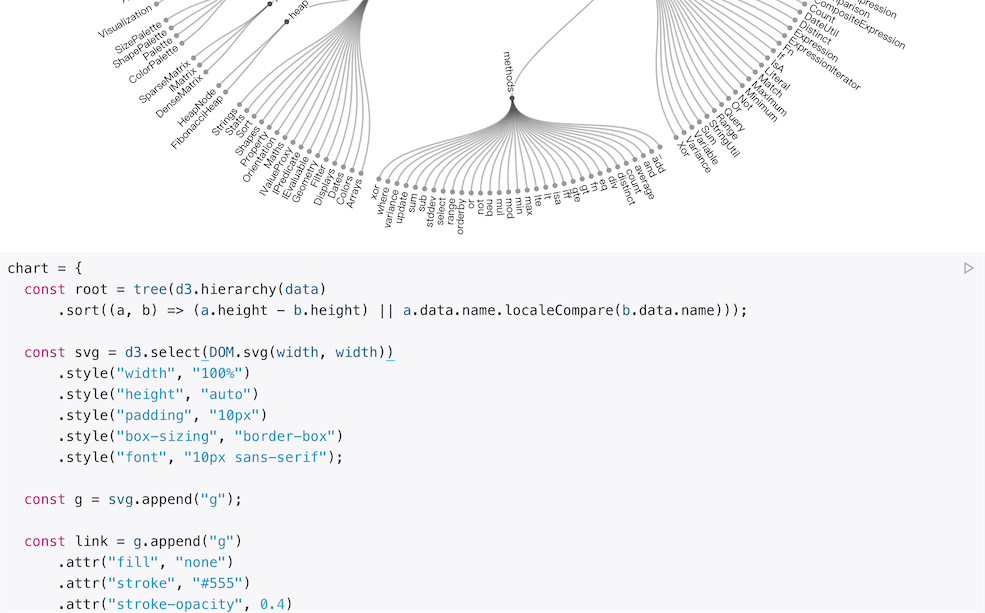 Visualization
SizePalette
ShapePalette
Palette
ColorPalette
SparseMatrix
IMatrix
DenseMatrix
heap
HeapNode
FibonacciHeap
Strings
Stats
Sort
Shapes
Property
Orientation
Maths
IValueProxy
IPredicate
IEvaluable
Geometry
Filter
Displays
Dates
Colors
Arrays
methods
xor
where
variance
update
sum
sub
stddev
select
range
orderby
or
not
bau
mul
mod
min
max
lte
lt
isa
iff
gte
gt
fn
eq
div
distinct
count
average
and
add
_
Xor
Variance
Variable
Sum
StringUtil
Range
Query
Or
Not
Minimum
Maximum
Match
Literal
IsA
If
Fn
ExpressionIterator
Expression
Distinct
DateUtil
Count
CompositeExpression
chart = {
const root = tree(d3.hierarchy(data)
.sort((a, b) => (a.height - b.height) || a.data.name.localeCompare(b.data.name)));
const svg = d3.select(DOM.svg(width, width))
.style("width", "100%")
.style("height", "auto")
.style("padding", "10px")
.style("box-sizing", "border-box")
.style("font", "10px sans-serif");
const g = svg.append("g");
const link = g.append("g")
.attr("fill", "none")
.attr("stroke", "#555")
.attr("stroke-opacity", 0.4)